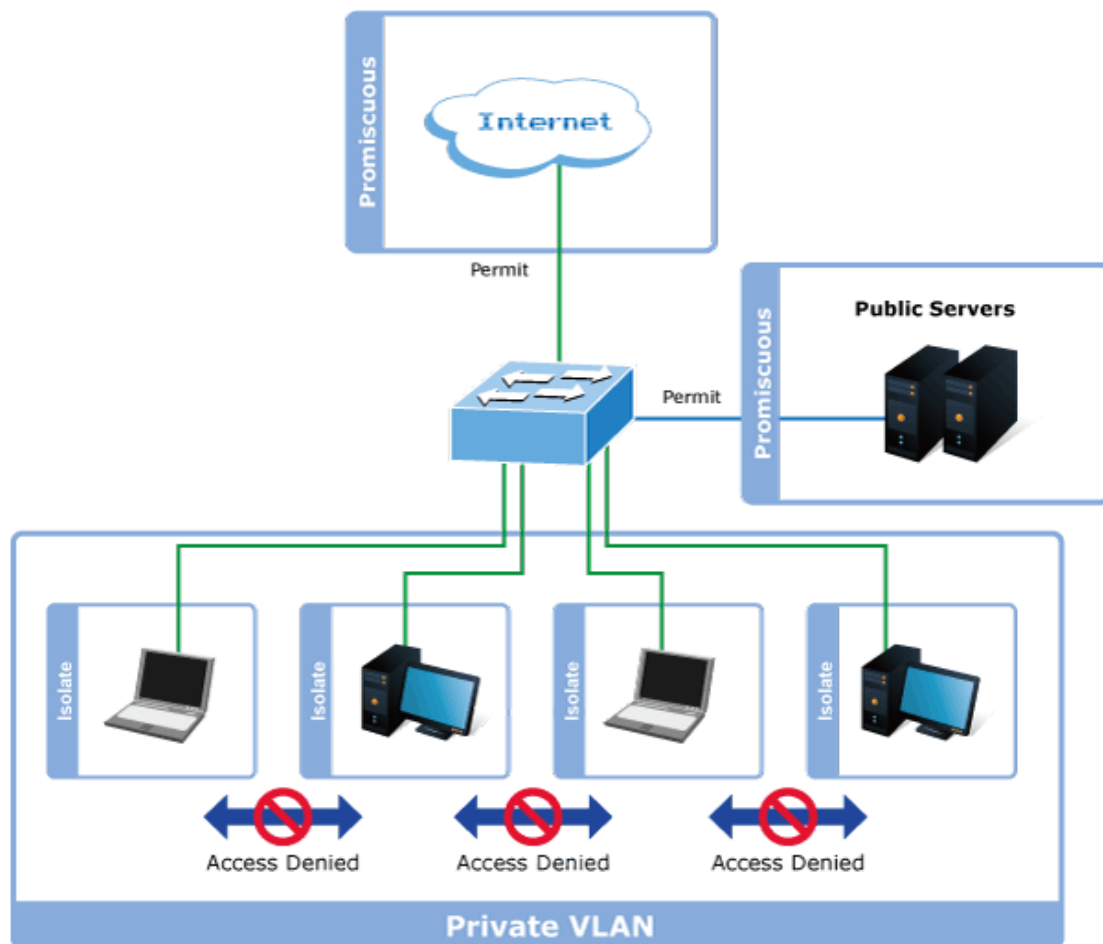 Promiscuous
Internet
Permit
Promiscuous
Public Servers
Permit
Isolate
Isolate
Isolate
Isolate
Access Denied
Access Denied
Access Denied
Private VLAN